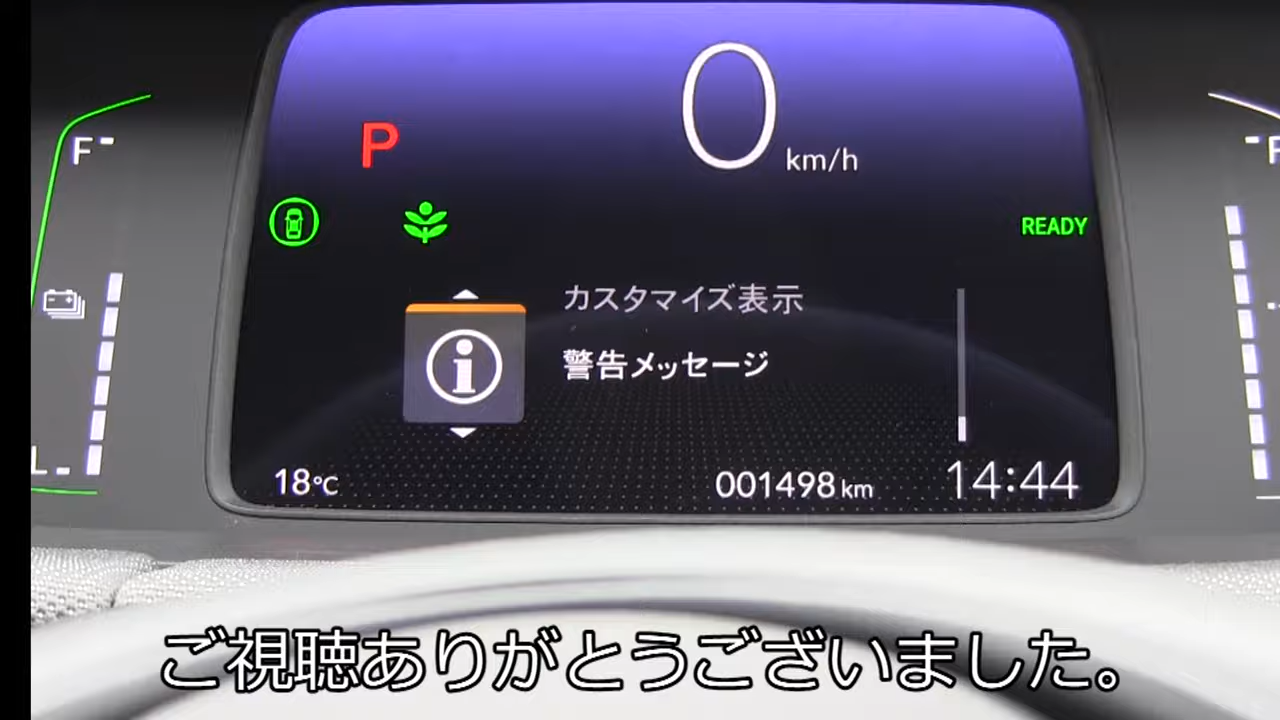 0 km/h
P
F
F
READY
カスタマイズ表示
警告メッセージ
L
18℃
001498 km
14:44
ご視聴ありがとうございました。